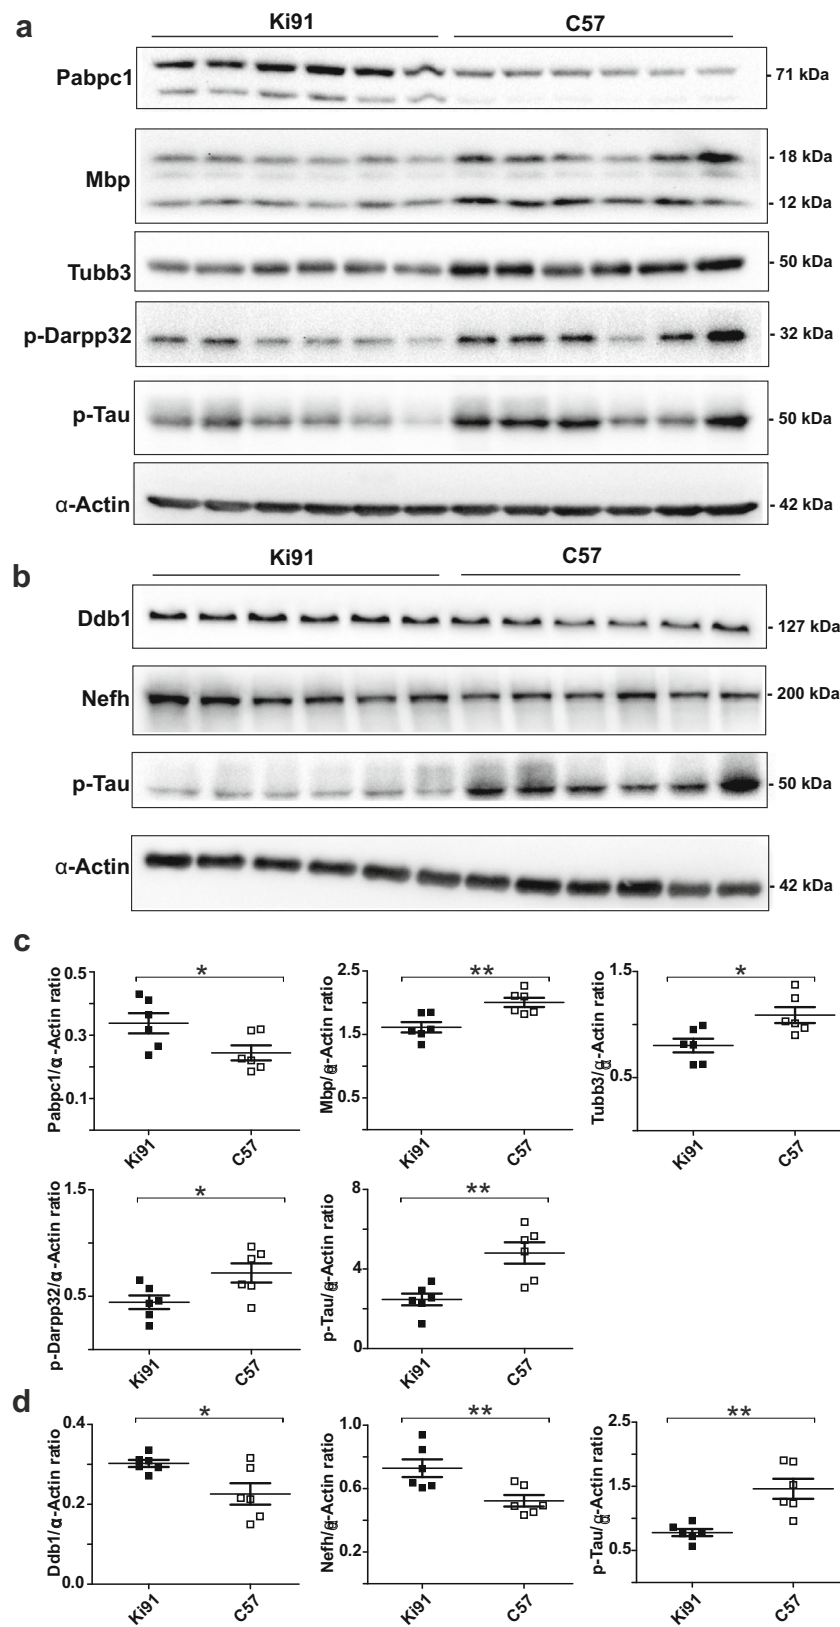 a
Ki91 C57
Pabpc1 - 71 kDa
Mbp - 18 kDa
- 12 kDa
Tubb3 - 50 kDa
p-Darpp32 - 32 kDa
p-Tau - 50 kDa
α-Actin - 42 kDa
b
Ki91 C57
Ddb1 - 127 kDa
Nefh - 200 kDa
p-Tau - 50 kDa
α-Actin - 42 kDa
c
Pabpc1/α-Actin ratio
0.5
0.3
0.1
*
Ki91 C57
Mbp/α-Actin ratio
2.5
1.5
0.5
**
Ki91 C57
Tubb3/α-Actin ratio
1.5
0.5
*
Ki91 C57
p-Darpp32/α-Actin ratio
1.5
0.5
*
Ki91 C57
p-Tau/α-Actin ratio
8
4
0
**
Ki91 C57
d
Ddb1/α-Actin ratio
0.4
0.2
0.0
*
Ki91 C57
Nefh/α-Actin ratio
1.0
0.6
0.2
**
Ki91 C57
p-Tau/α-Actin ratio
2.5
1.5
0.5
**
Ki91 C57